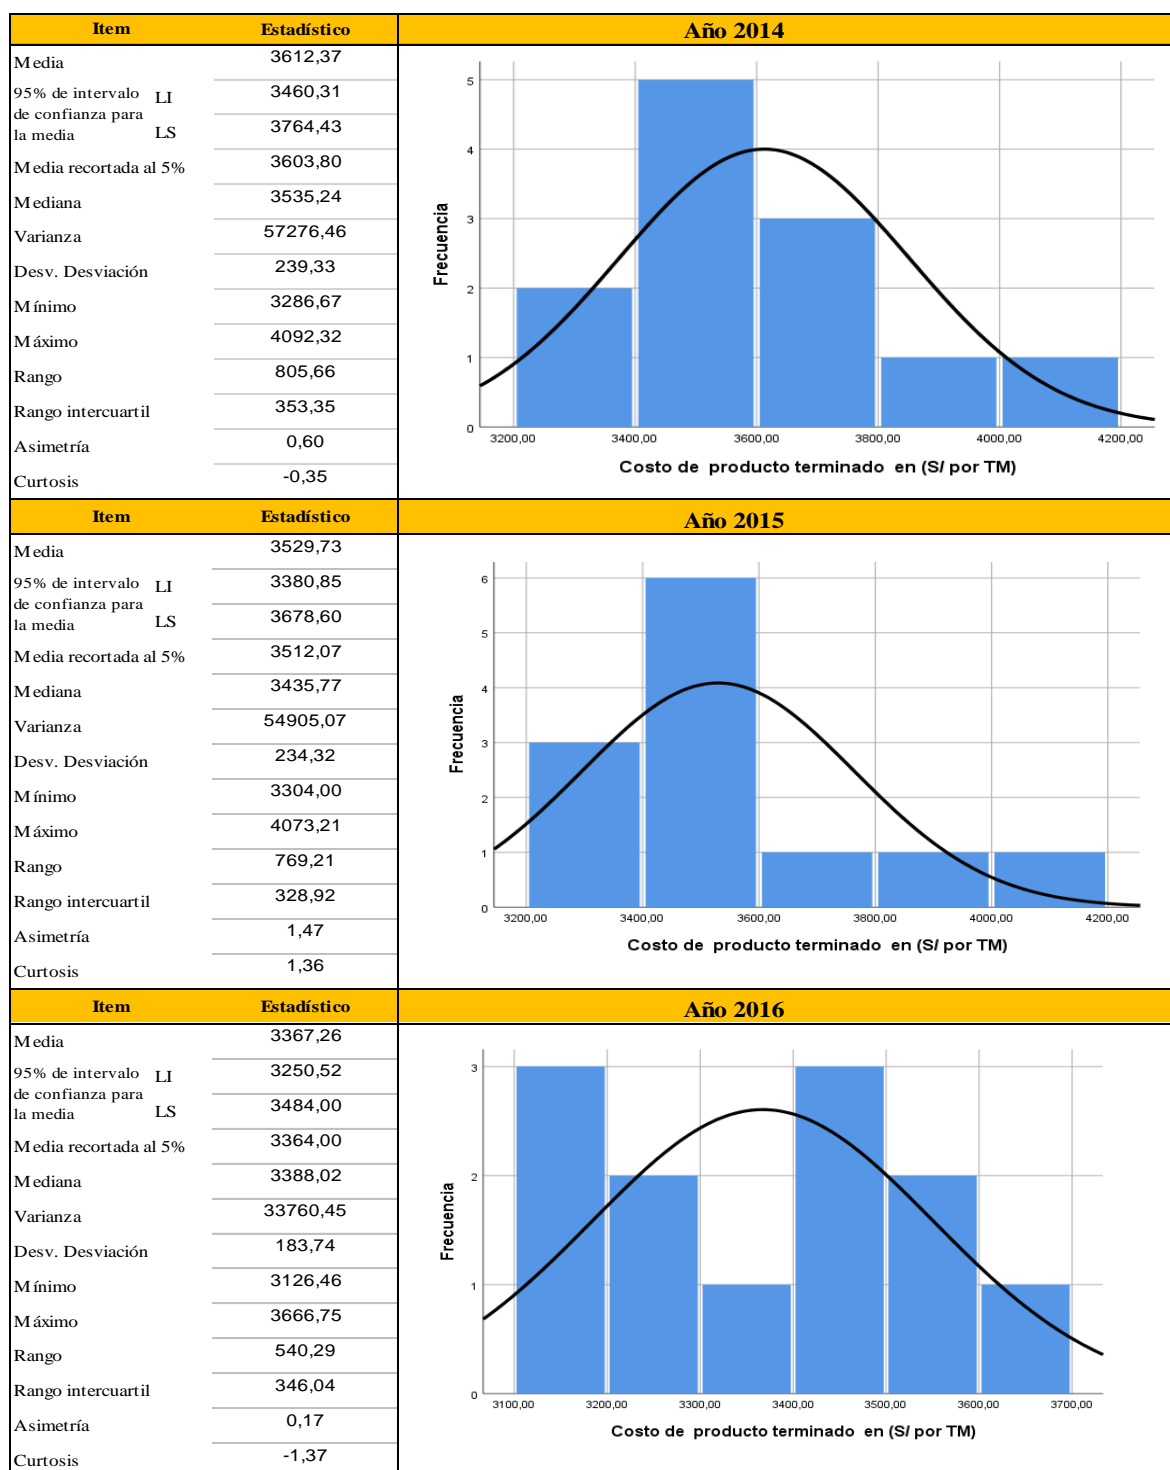 Item Estadístico Año 2014
Media 3612,37
95% de intervalo de confianza para la media LI 3460,31
LS 3764,43
Media recortada al 5% 3603,80
Mediana 3535,24
Varianza 57276,46
Desv. Desviación 239,33
Mínimo 3286,67
Máximo 4092,32
Rango 805,66
Rango intercuartil 353,35
Asimetría 0,60
Curtosis -0,35
Frecuencia
5
4
3
2
1
0
3200,00 3400,00 3600,00 3800,00 4000,00 4200,00
Costo de producto terminado en (S/ por TM)
Item Estadístico Año 2015
Media 3529,73
95% de intervalo de confianza para la media LI 3380,85
LS 3678,60
Media recortada al 5% 3512,07
Mediana 3435,77
Varianza 54905,07
Desv. Desviación 234,32
Mínimo 3304,00
Máximo 4073,21
Rango 769,21
Rango intercuartil 328,92
Asimetría 1,47
Curtosis 1,36
Frecuencia
6
5
4
3
2
1
0
3200,00 3400,00 3600,00 3800,00 4000,00 4200,00
Costo de producto terminado en (S/ por TM)
Item Estadístico Año 2016
Media 3367,26
95% de intervalo de confianza para la media LI 3250,52
LS 3484,00
Media recortada al 5% 3364,00
Mediana 3388,02
Varianza 33760,45
Desv. Desviación 183,74
Mínimo 3126,46
Máximo 3666,75
Rango 540,29
Rango intercuartil 346,04
Asimetría 0,17
Curtosis -1,37
Frecuencia
3
2
1
0
3100,00 3200,00 3300,00 3400,00 3500,00 3600,00 3700,00
Costo de producto terminado en (S/ por TM)